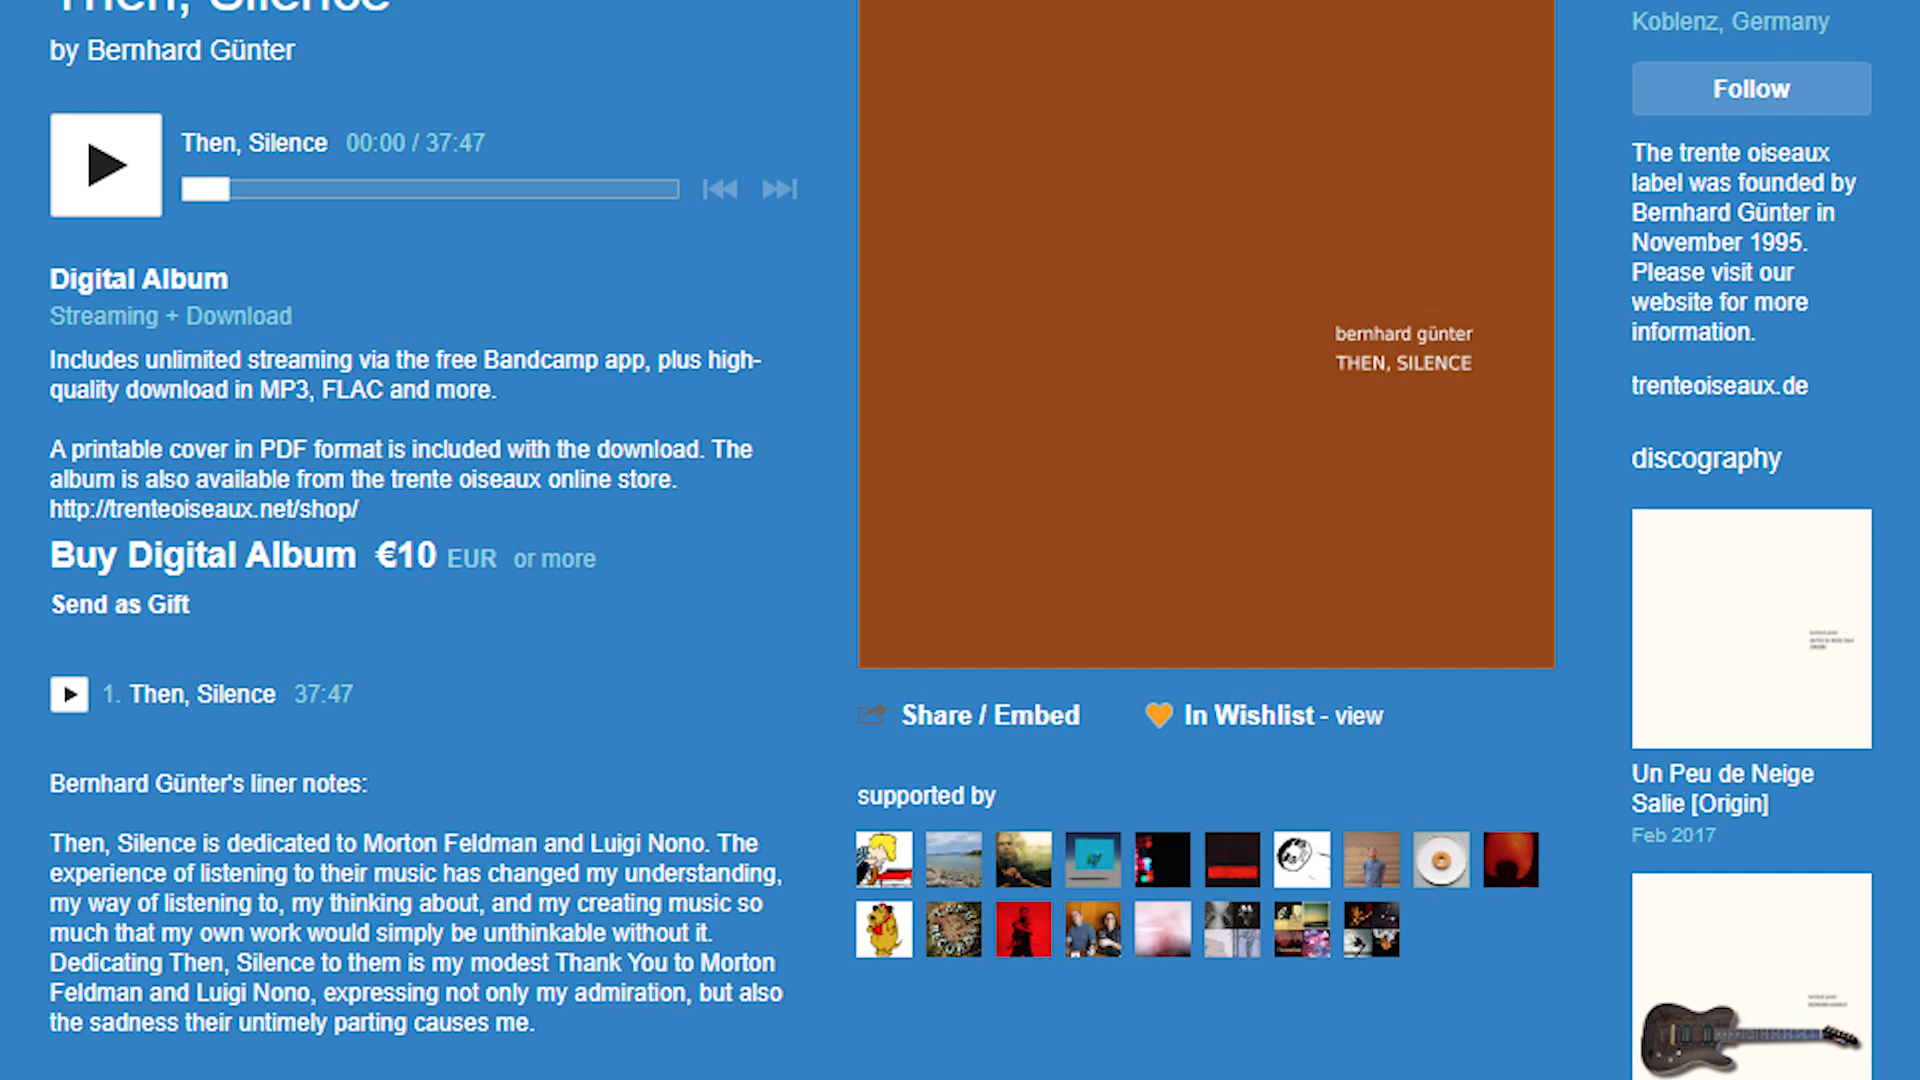 Then, Silence
by Bernhard Günter
Then, Silence 00:00 / 37:47
Digital Album
Streaming + Download
Includes unlimited streaming via the free Bandcamp app, plus high-
quality download in MP3, FLAC and more.
A printable cover in PDF format is included with the download. The
album is also available from the trente oiseaux online store.
http://trenteoiseaux.net/shop/
Buy Digital Album €10 EUR or more
Send as Gift
1. Then, Silence 37:47
Bernhard Günter's liner notes:
Then, Silence is dedicated to Morton Feldman and Luigi Nono. The
experience of listening to their music has changed my understanding,
my way of listening to, my thinking about, and my creating music so
much that my own work would simply be unthinkable without it.
Dedicating Then, Silence to them is my modest Thank You to Morton
Feldman and Luigi Nono, expressing not only my admiration, but also
the sadness their untimely parting causes me.
bernhard günter
THEN, SILENCE
Share / Embed
In Wishlist - view
supported by
Koblenz, Germany
Follow
The trente oiseaux
label was founded by
Bernhard Günter in
November 1995.
Please visit our
website for more
information.
trenteoiseaux.de
discography
Un Peu de Neige
Salie [Origin]
Feb 2017